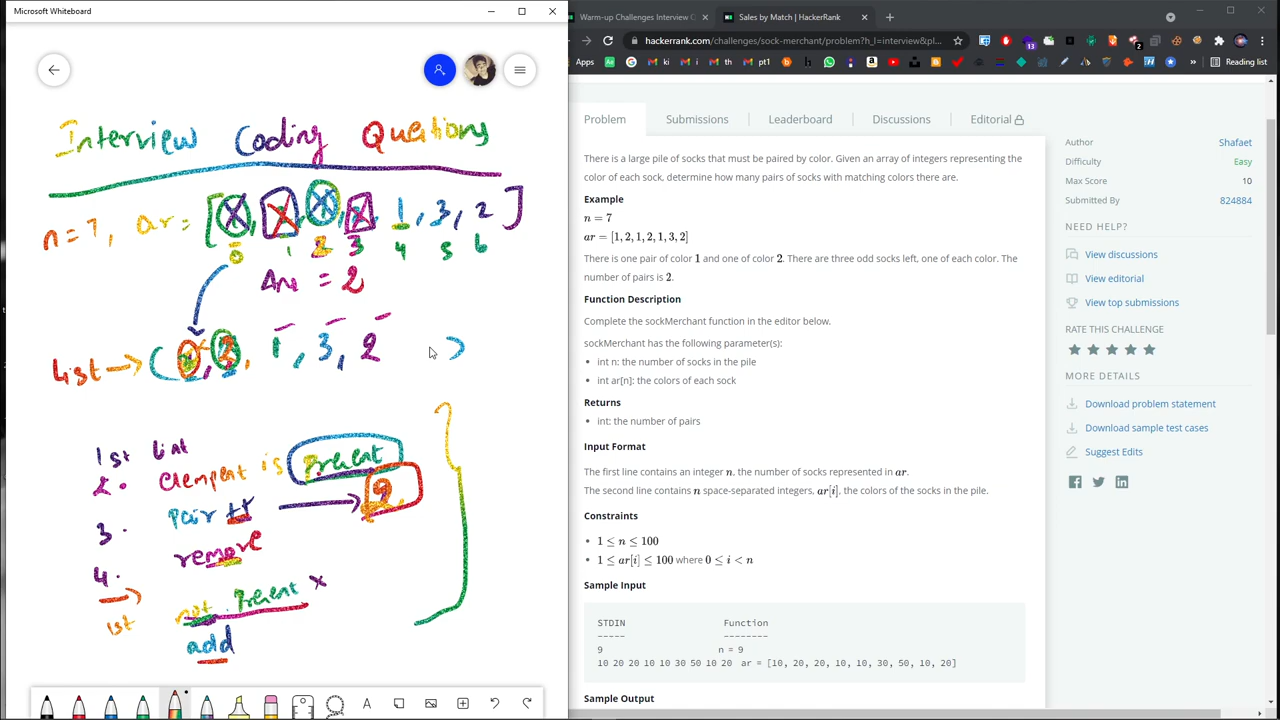 Microsoft Whiteboard
Warm-up Challenges Interview C
Sales by Match | HackerRank
hackerrank.com/challenges/sock-merchant/problem?h_l=interview&pl...
Apps
Reading list
Interview Coding Questions
n = 7, ar = [ , , , , 1, 3, 2 ]
0 1 2 3 4 5 6
Ans = 2
List → ( , , 1, 3, 2 )
1st list
2. Element is Present
3. pair ++ → 2
4. remove
not Present x
1st
add
Problem
Submissions
Leaderboard
Discussions
Editorial
There is a large pile of socks that must be paired by color. Given an array of integers representing the
color of each sock, determine how many pairs of socks with matching colors there are.
Example
n = 7
ar = [1, 2, 1, 2, 1, 3, 2]
There is one pair of color 1 and one of color 2. There are three odd socks left, one of each color. The
number of pairs is 2.
Function Description
Complete the sockMerchant function in the editor below.
sockMerchant has the following parameter(s):
• int n: the number of socks in the pile
• int ar[n]: the colors of each sock
Returns
• int: the number of pairs
Input Format
The first line contains an integer n, the number of socks represented in ar.
The second line contains n space-separated integers, ar[i], the colors of the socks in the pile.
Constraints
• 1 ≤ n ≤ 100
• 1 ≤ ar[i] ≤ 100 where 0 ≤ i < n
Sample Input
STDIN Function
----- --------
9 n = 9
10 20 20 10 10 30 50 10 20 ar = [10, 20, 20, 10, 10, 30, 50, 10, 20]
Sample Output
Author Shafaet
Difficulty Easy
Max Score 10
Submitted By 824884
NEED HELP?
View discussions
View editorial
View top submissions
RATE THIS CHALLENGE
MORE DETAILS
Download problem statement
Download sample test cases
Suggest Edits